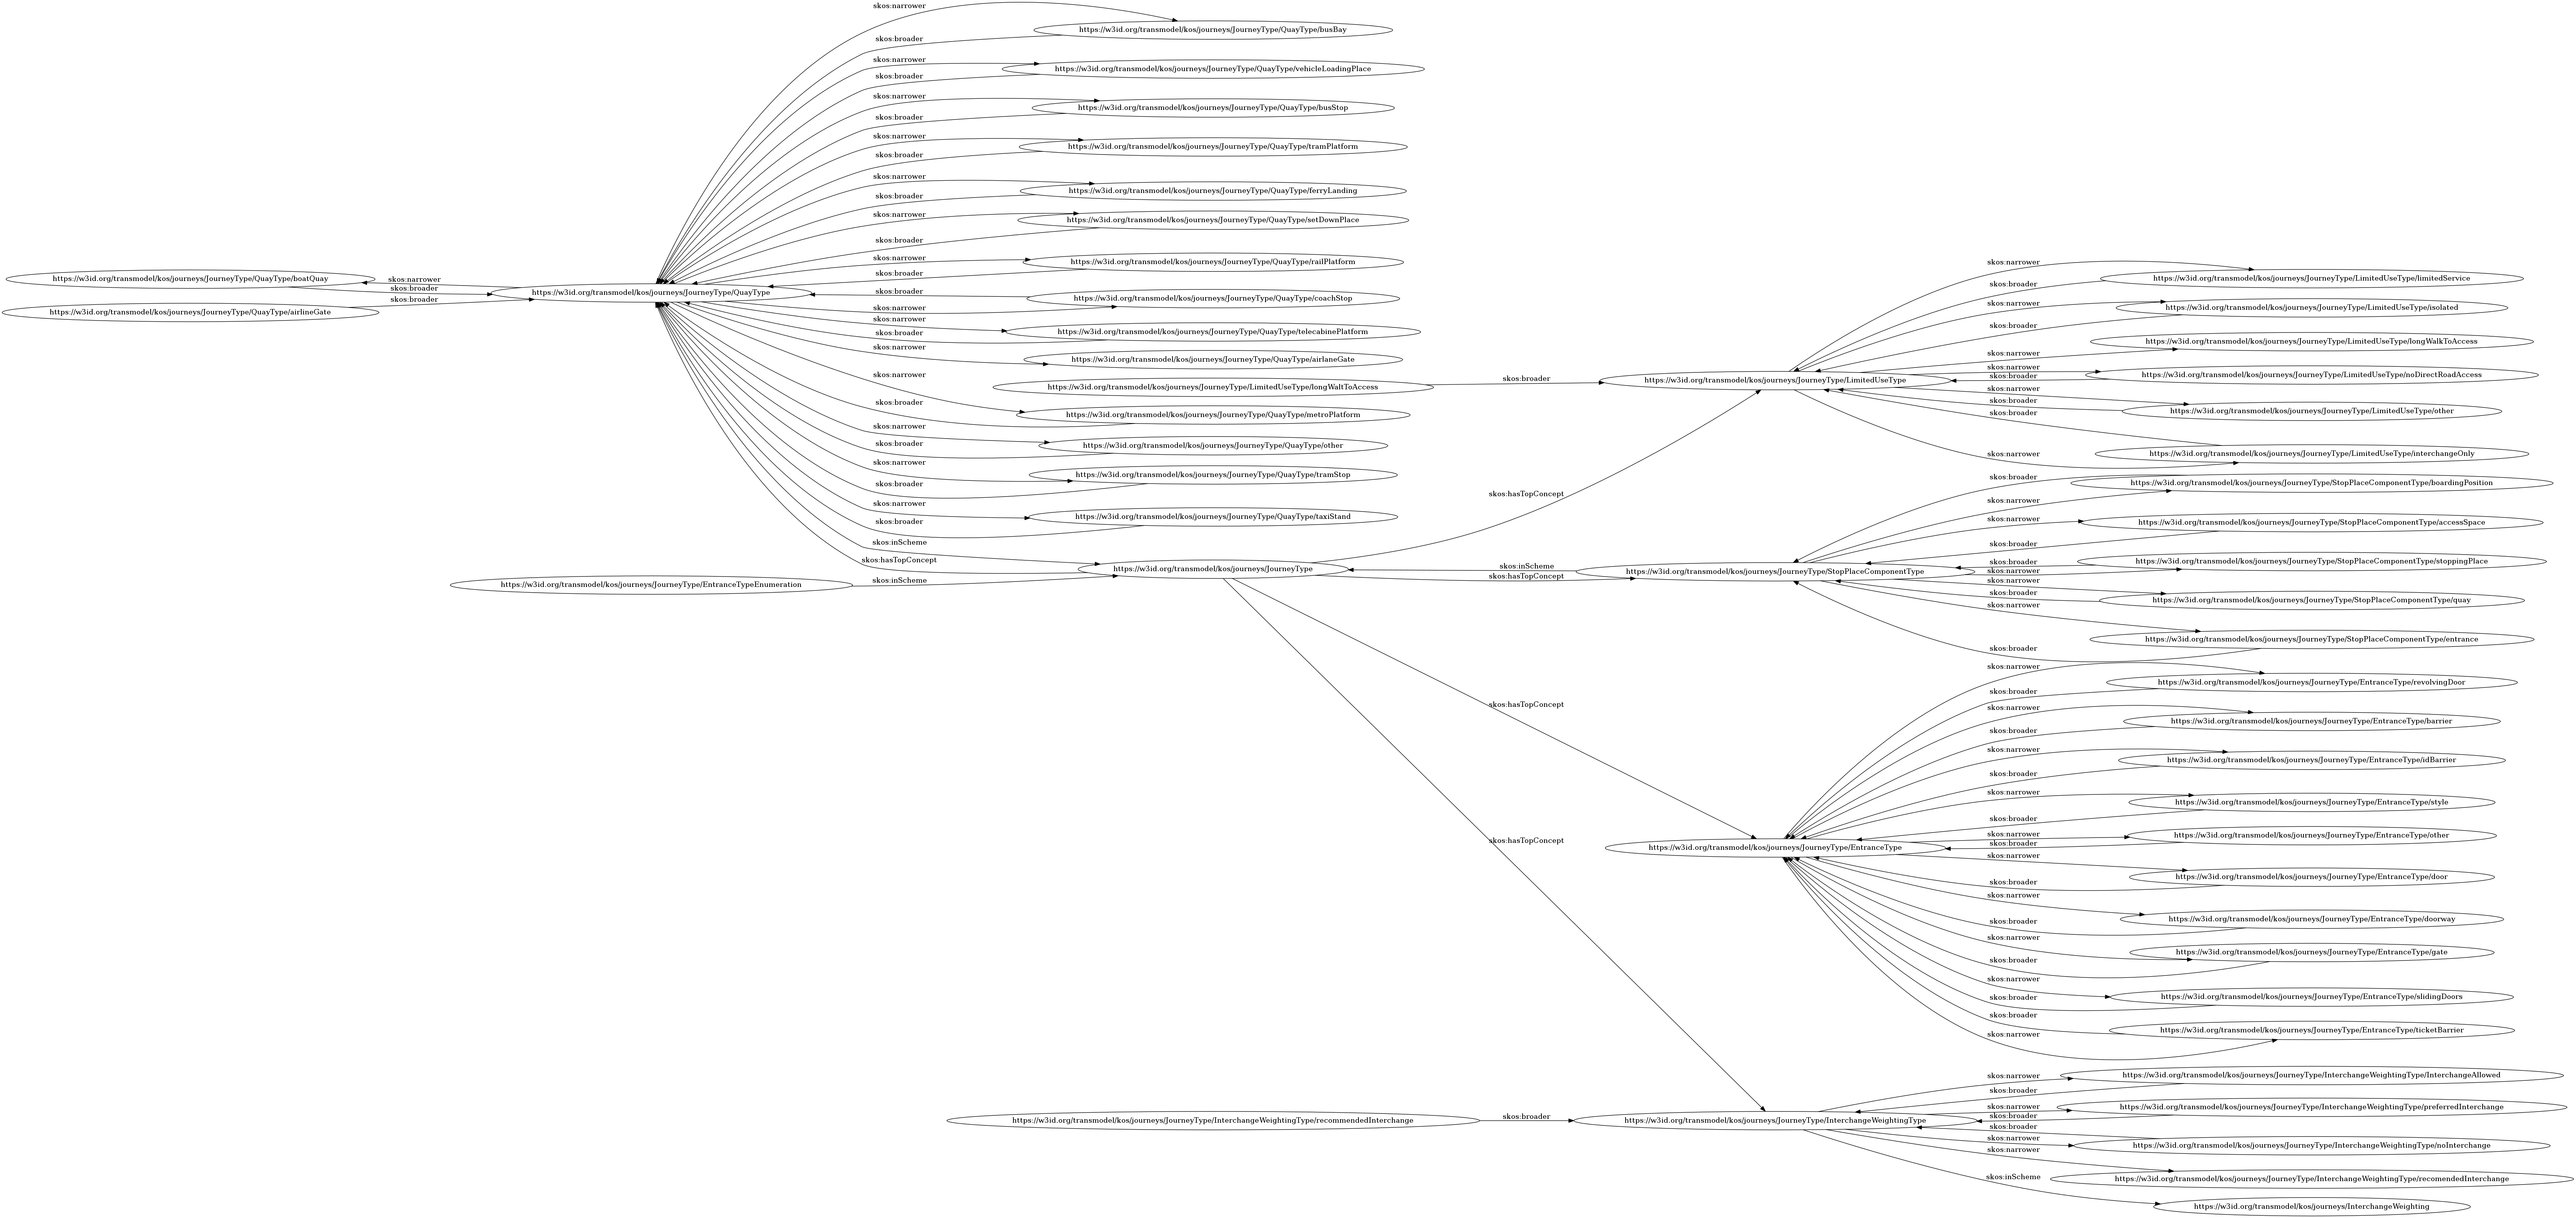 skos:narrower
https://w3id.org/transmodel/kos/journeys/JourneyType/QuayType/busBay
skos:broader
skos:narrower
https://w3id.org/transmodel/kos/journeys/JourneyType/QuayType/vehicleLoadingPlace
skos:broader
skos:narrower
https://w3id.org/transmodel/kos/journeys/JourneyType/QuayType/busStop
skos:broader
skos:narrower
https://w3id.org/transmodel/kos/journeys/JourneyType/QuayType/tramPlatform
skos:broader
skos:narrower
https://w3id.org/transmodel/kos/journeys/JourneyType/QuayType/ferryLanding
skos:broader
skos:narrower
https://w3id.org/transmodel/kos/journeys/JourneyType/QuayType/setDownPlace
skos:broader
skos:narrower
https://w3id.org/transmodel/kos/journeys/JourneyType/QuayType/railPlatform
skos:broader
https://w3id.org/transmodel/kos/journeys/JourneyType/QuayType/boatQuay
skos:narrower
skos:broader
https://w3id.org/transmodel/kos/journeys/JourneyType/QuayType/airlineGate
skos:broader
https://w3id.org/transmodel/kos/journeys/JourneyType/QuayType
skos:broader
https://w3id.org/transmodel/kos/journeys/JourneyType/QuayType/coachStop
skos:narrower
skos:narrower
https://w3id.org/transmodel/kos/journeys/JourneyType/QuayType/telecabinePlatform
skos:broader
skos:narrower
https://w3id.org/transmodel/kos/journeys/JourneyType/QuayType/airlaneGate
https://w3id.org/transmodel/kos/journeys/JourneyType/LimitedUseType/longWaltToAccess
skos:broader
skos:narrower
https://w3id.org/transmodel/kos/journeys/JourneyType/QuayType/metroPlatform
skos:broader
skos:narrower
https://w3id.org/transmodel/kos/journeys/JourneyType/QuayType/other
skos:broader
skos:narrower
https://w3id.org/transmodel/kos/journeys/JourneyType/QuayType/tramStop
skos:broader
skos:narrower
https://w3id.org/transmodel/kos/journeys/JourneyType/QuayType/taxiStand
skos:broader
skos:inScheme
skos:hasTopConcept
https://w3id.org/transmodel/kos/journeys/JourneyType
https://w3id.org/transmodel/kos/journeys/JourneyType/EntranceTypeEnumeration
skos:inScheme
skos:narrower
https://w3id.org/transmodel/kos/journeys/JourneyType/LimitedUseType/limitedService
skos:broader
skos:narrower
https://w3id.org/transmodel/kos/journeys/JourneyType/LimitedUseType/isolated
skos:broader
https://w3id.org/transmodel/kos/journeys/JourneyType/LimitedUseType/longWalkToAccess
skos:narrower
skos:narrower
https://w3id.org/transmodel/kos/journeys/JourneyType/LimitedUseType/noDirectRoadAccess
skos:broader
https://w3id.org/transmodel/kos/journeys/JourneyType/LimitedUseType
skos:narrower
skos:broader
https://w3id.org/transmodel/kos/journeys/JourneyType/LimitedUseType/other
skos:broader
skos:narrower
https://w3id.org/transmodel/kos/journeys/JourneyType/LimitedUseType/interchangeOnly
skos:hasTopConcept
skos:broader
https://w3id.org/transmodel/kos/journeys/JourneyType/StopPlaceComponentType/boardingPosition
skos:narrower
skos:narrower
https://w3id.org/transmodel/kos/journeys/JourneyType/StopPlaceComponentType/accessSpace
skos:broader
skos:broader
https://w3id.org/transmodel/kos/journeys/JourneyType/StopPlaceComponentType/stoppingPlace
skos:inScheme
skos:hasTopConcept
https://w3id.org/transmodel/kos/journeys/JourneyType/StopPlaceComponentType
skos:narrower
skos:narrower
skos:broader
https://w3id.org/transmodel/kos/journeys/JourneyType/StopPlaceComponentType/quay
skos:narrower
https://w3id.org/transmodel/kos/journeys/JourneyType/StopPlaceComponentType/entrance
skos:broader
skos:narrower
https://w3id.org/transmodel/kos/journeys/JourneyType/EntranceType/revolvingDoor
skos:broader
skos:hasTopConcept
skos:narrower
https://w3id.org/transmodel/kos/journeys/JourneyType/EntranceType/barrier
skos:broader
skos:narrower
https://w3id.org/transmodel/kos/journeys/JourneyType/EntranceType/idBarrier
skos:broader
skos:narrower
https://w3id.org/transmodel/kos/journeys/JourneyType/EntranceType/style
skos:broader
skos:narrower
https://w3id.org/transmodel/kos/journeys/JourneyType/EntranceType/other
skos:hasTopConcept
skos:broader
https://w3id.org/transmodel/kos/journeys/JourneyType/EntranceType
skos:narrower
https://w3id.org/transmodel/kos/journeys/JourneyType/EntranceType/door
skos:broader
skos:narrower
https://w3id.org/transmodel/kos/journeys/JourneyType/EntranceType/doorway
skos:broader
skos:narrower
https://w3id.org/transmodel/kos/journeys/JourneyType/EntranceType/gate
skos:broader
skos:narrower
https://w3id.org/transmodel/kos/journeys/JourneyType/EntranceType/slidingDoors
skos:broader
skos:broader
https://w3id.org/transmodel/kos/journeys/JourneyType/EntranceType/ticketBarrier
skos:narrower
skos:narrower
https://w3id.org/transmodel/kos/journeys/JourneyType/InterchangeWeightingType/InterchangeAllowed
skos:broader
skos:narrower
https://w3id.org/transmodel/kos/journeys/JourneyType/InterchangeWeightingType/preferredInterchange
skos:broader
https://w3id.org/transmodel/kos/journeys/JourneyType/InterchangeWeightingType/recommendedInterchange
skos:broader
https://w3id.org/transmodel/kos/journeys/JourneyType/InterchangeWeightingType
skos:broader
skos:narrower
https://w3id.org/transmodel/kos/journeys/JourneyType/InterchangeWeightingType/noInterchange
skos:narrower
https://w3id.org/transmodel/kos/journeys/JourneyType/InterchangeWeightingType/recomendedInterchange
skos:inScheme
https://w3id.org/transmodel/kos/journeys/InterchangeWeighting